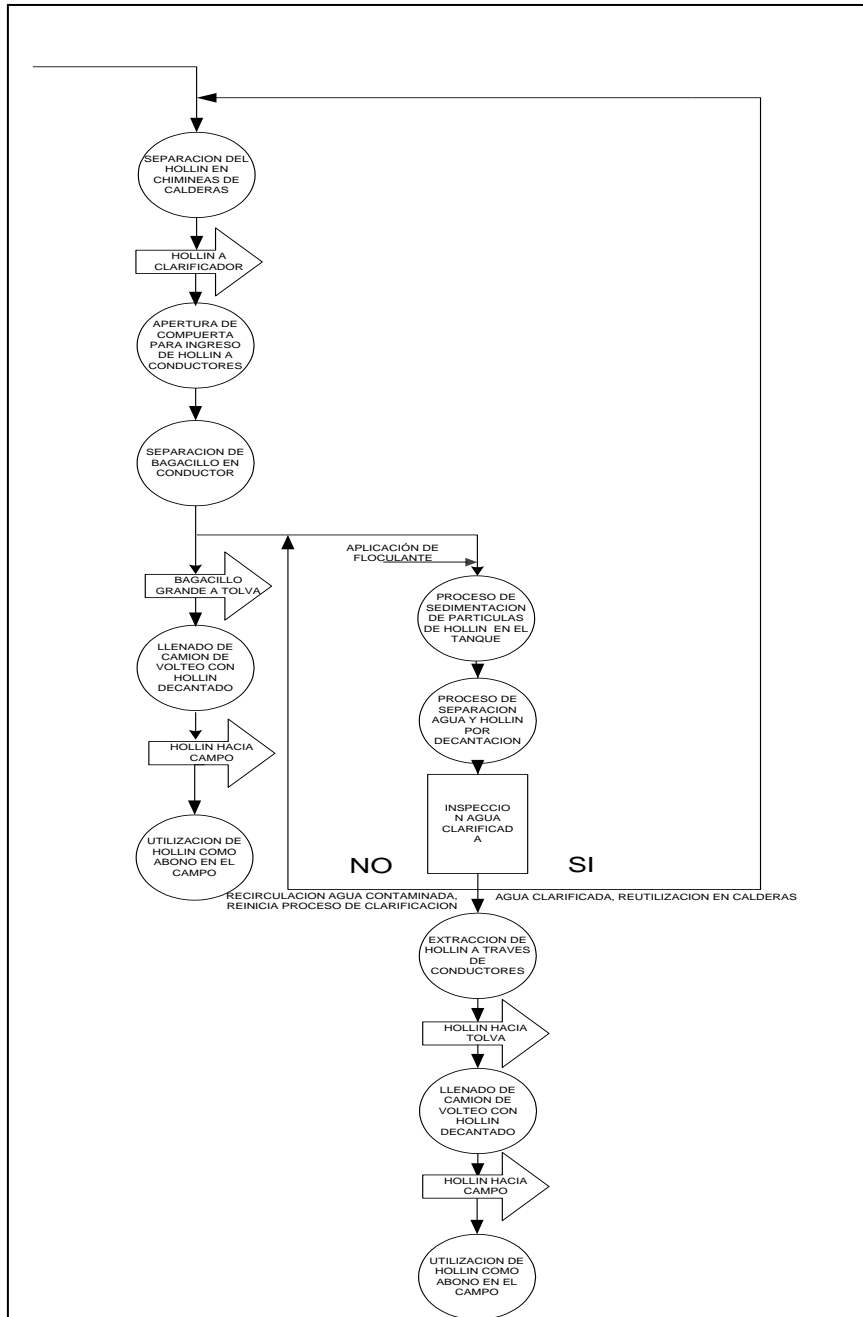 SEPARACION DEL
HOLLIN EN
CHIMINEAS DE
CALDERAS
HOLLIN A
CLARIFICADOR
APERTURA DE
COMPUERTA
PARA INGRESO
DE HOLLIN A
CONDUCTORES
SEPARACION DE
BAGACILLO EN
CONDUCTOR
BAGACILLO
GRANDE A TOLVA
LLENADO DE
CAMION DE
VOLTEO CON
HOLLIN
DECANTADO
HOLLIN HACIA
CAMPO
UTILIZACION DE
HOLLIN COMO
ABONO EN EL
CAMPO
APLICACIÓN DE
FLOCULANTE
PROCESO DE
SEDIMENTACION
DE PARTICULAS
DE HOLLIN EN EL
TANQUE
PROCESO DE
SEPARACION
AGUA Y HOLLIN
POR
DECANTACION
INSPECCIO
N AGUA
CLARIFICAD
A
NO
SI
RECIRCULACION AGUA CONTAMINADA,
REINICIA PROCESO DE CLARIFICACION
AGUA CLARIFICADA, REUTILIZACION EN CALDERAS
EXTRACCION DE
HOLLIN A TRAVES
DE
CONDUCTORES
HOLLIN HACIA
TOLVA
LLENADO DE
CAMION DE
VOLTEO CON
HOLLIN
DECANTADO
HOLLIN HACIA
CAMPO
UTILIZACION DE
HOLLIN COMO
ABONO EN EL
CAMPO